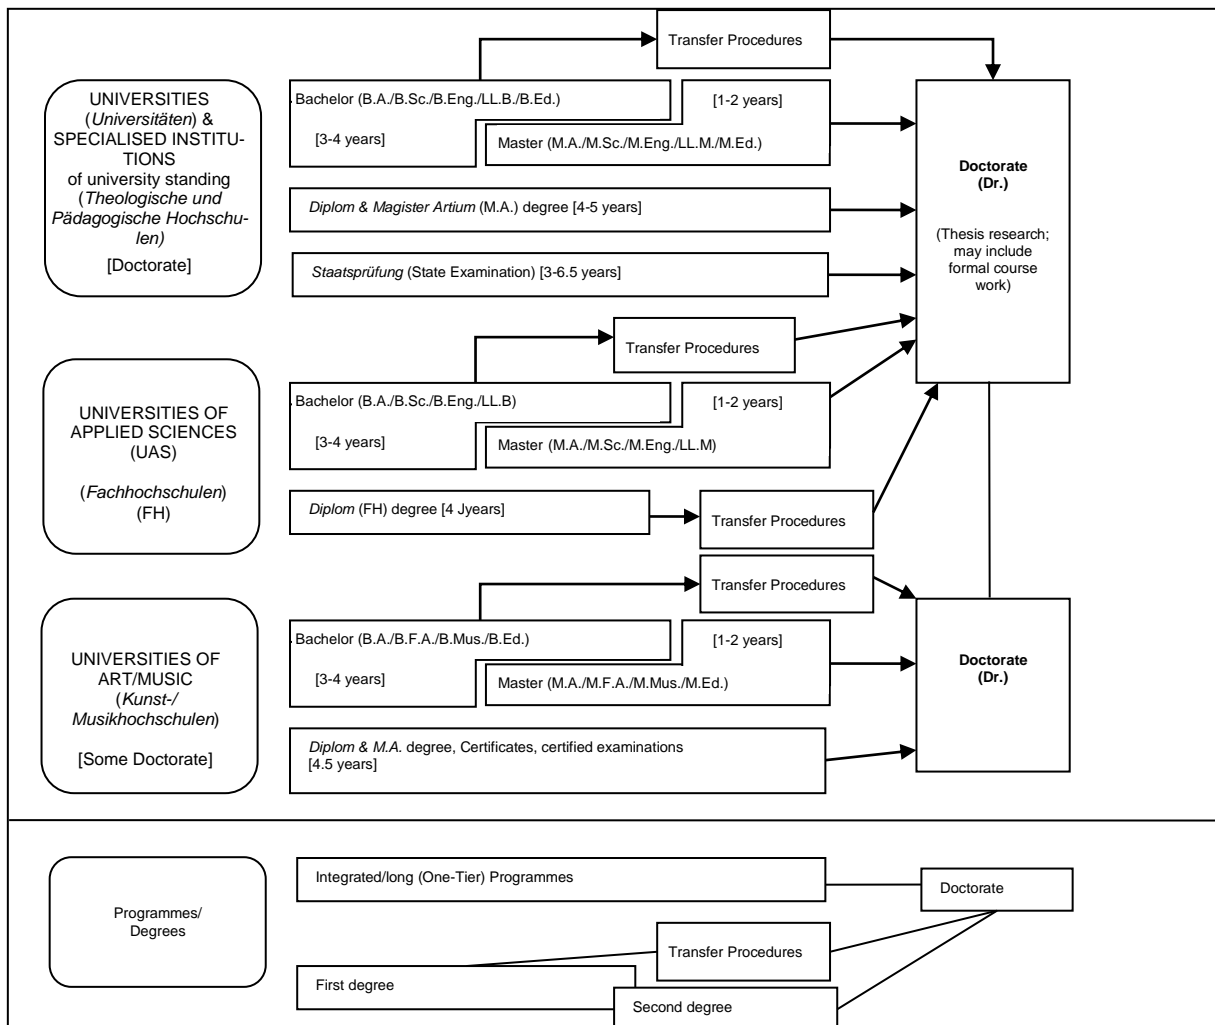 Transfer Procedures
UNIVERSITIES
(Universitäten) &
SPECIALISED INSTITU-
TIONS
of university standing
(Theologische und
Pädagogische Hochschu-
len)
[Doctorate]
Bachelor (B.A./B.Sc./B.Eng./LL.B./B.Ed.)
[3-4 years]
[1-2 years]
Master (M.A./M.Sc./M.Eng./LL.M./M.Ed.)
Diplom & Magister Artium (M.A.) degree [4-5 years]
Staatsprüfung (State Examination) [3-6.5 years]
Doctorate
(Dr.)
(Thesis research;
may include
formal course
work)
Transfer Procedures
UNIVERSITIES OF
APPLIED SCIENCES
(UAS)
(Fachhochschulen)
(FH)
Bachelor (B.A./B.Sc./B.Eng./LL.B)
[3-4 years]
[1-2 years]
Master (M.A./M.Sc./M.Eng./LL.M)
Diplom (FH) degree [4 Jyears]
Transfer Procedures
Transfer Procedures
UNIVERSITIES OF
ART/MUSIC
(Kunst-/
Musikhochschulen)
[Some Doctorate]
Bachelor (B.A./B.F.A./B.Mus./B.Ed.)
[3-4 years]
[1-2 years]
Master (M.A./M.F.A./M.Mus./M.Ed.)
Diplom & M.A. degree, Certificates, certified examinations
[4.5 years]
Doctorate
(Dr.)
Programmes/
Degrees
Integrated/long (One-Tier) Programmes
Doctorate
Transfer Procedures
First degree
Second degree